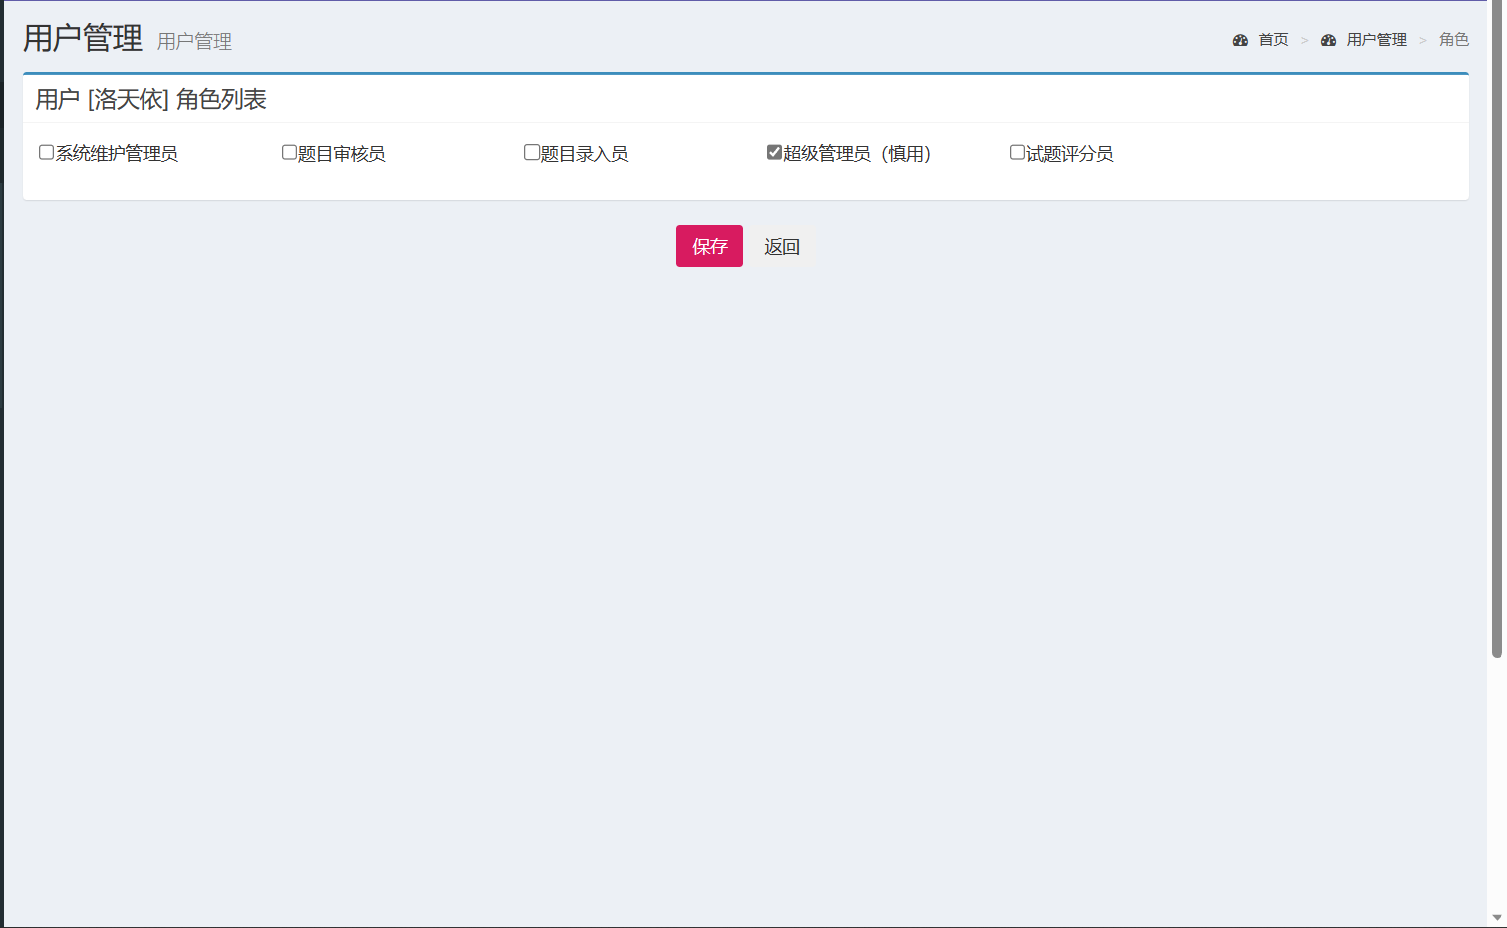 用户管理 用户管理
首页 > 用户管理 > 角色
用户 [洛天依] 角色列表
系统维护管理员 题目审核员 题目录入员 超级管理员（慎用） 试题评分员
保存 返回